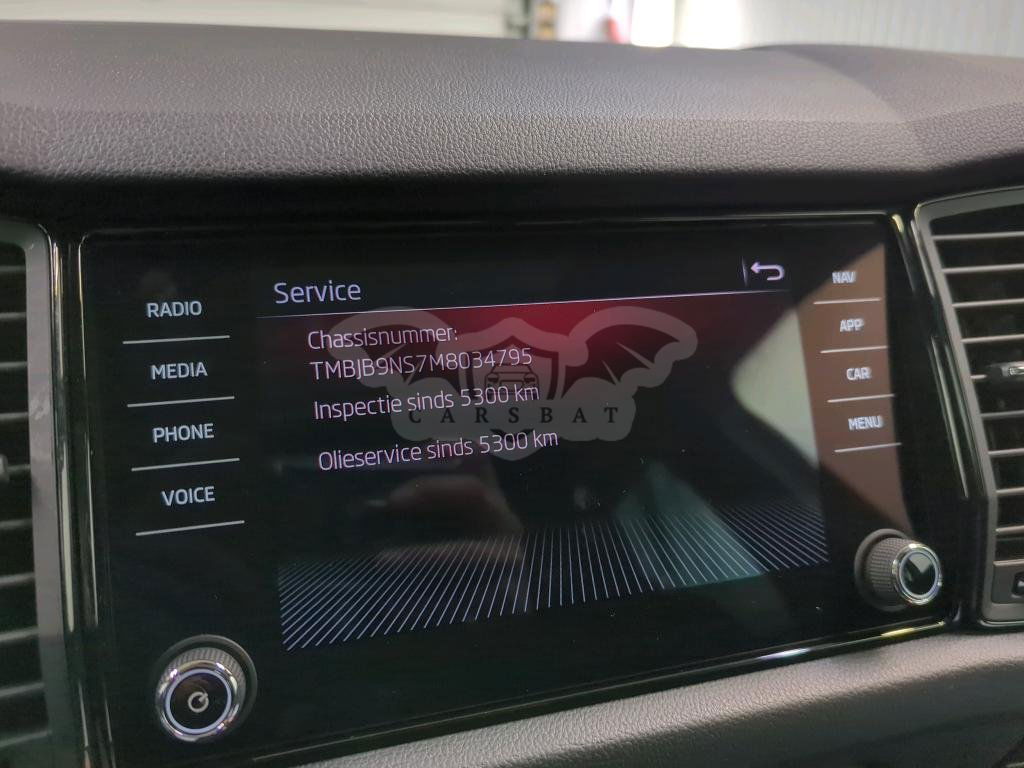 Service
RADIO
MEDIA
PHONE
VOICE
NAV
APP
CAR
MENU
Chassisnummer:
TMBJB9NS7M8034795
Inspectie sinds 5300 km
CARSBAT
Olieservice sinds 5300 km